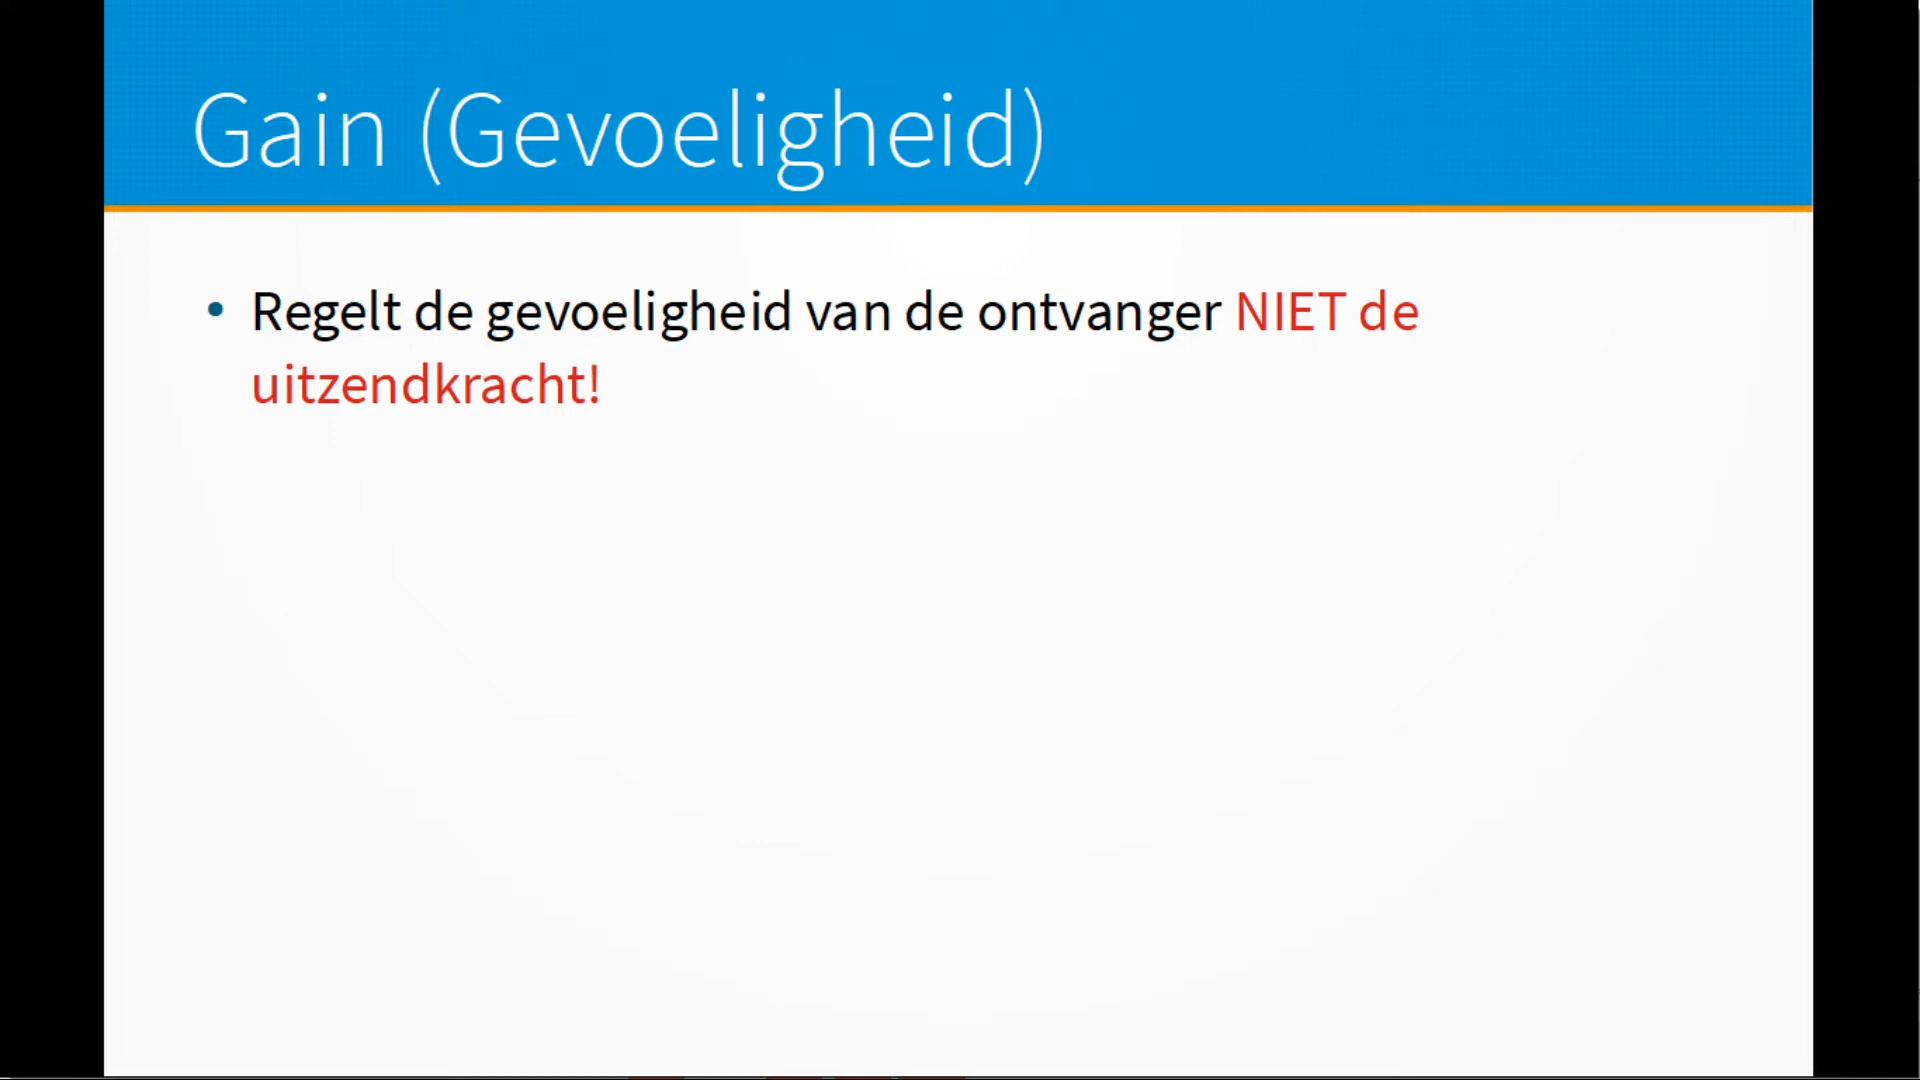 Gain (Gevoeligheid)
• Regelt de gevoeligheid van de ontvanger NIET de
uitzendkracht!